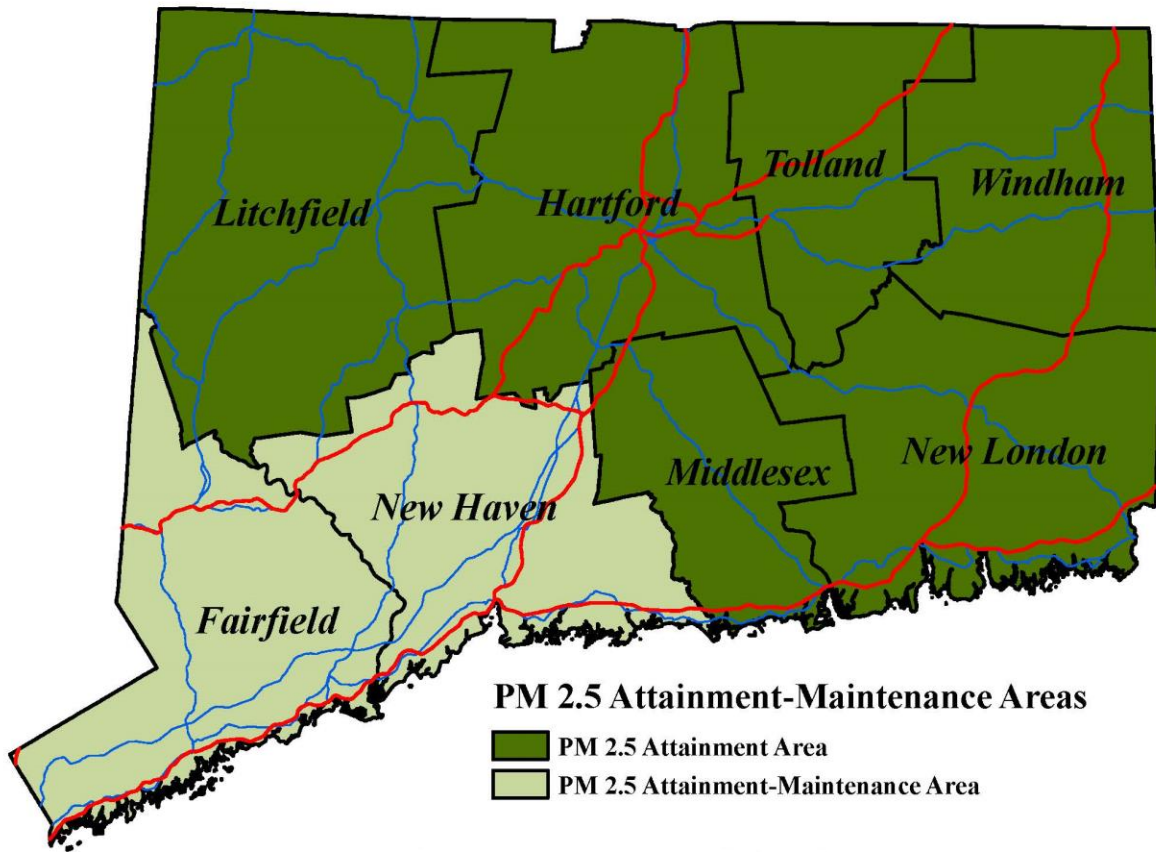 Tolland
Windham
Litchfield
Hartford
New London
Middlesex
New Haven
Fairfield
PM 2.5 Attainment-Maintenance Areas
PM 2.5 Attainment Area
PM 2.5 Attainment-Maintenance Area